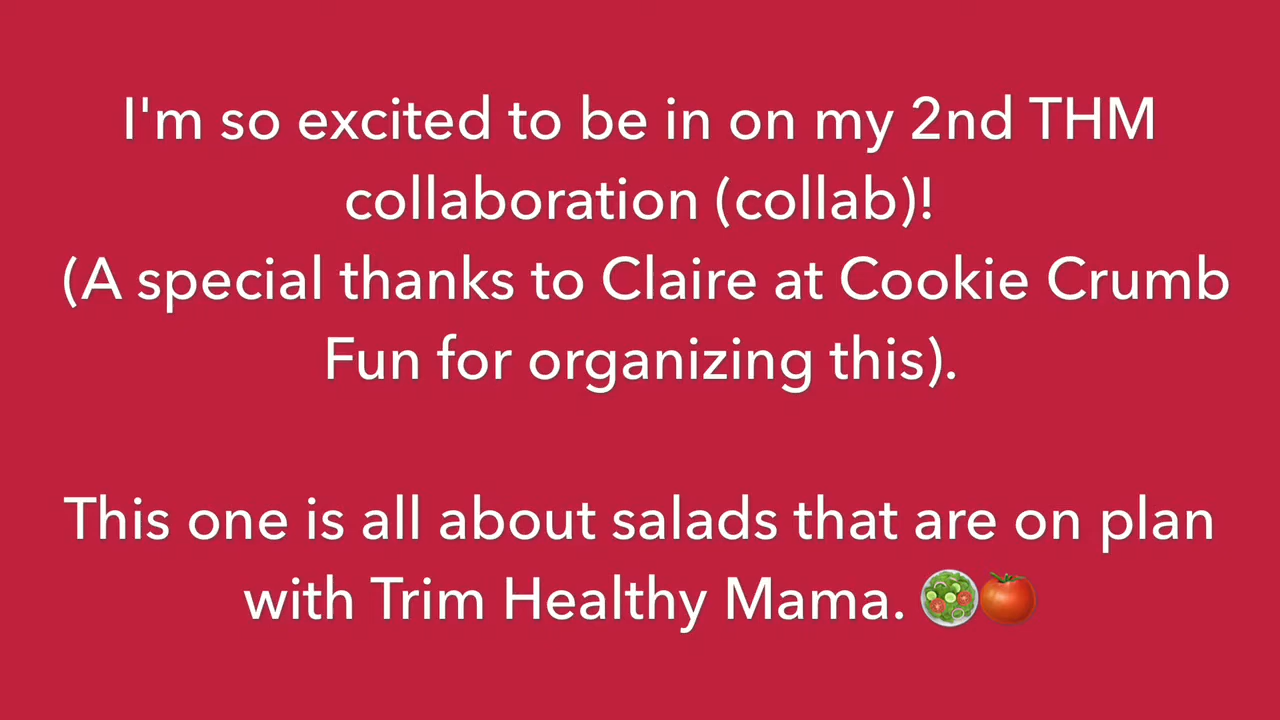 I'm so excited to be in on my 2nd THM
collaboration (collab)!
(A special thanks to Claire at Cookie Crumb
Fun for organizing this).
This one is all about salads that are on plan
with Trim Healthy Mama. 🥗🍅